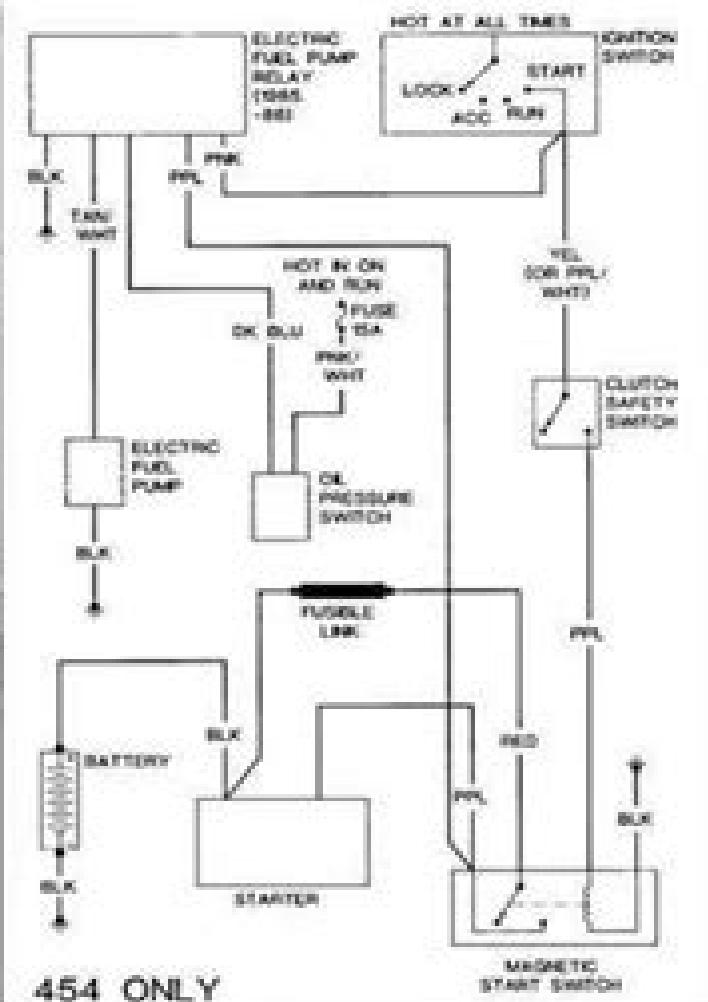 HOT AT ALL TIMES
ELECTRIC
FUEL PUMP
RELAY
(1985
-86)
IGNITION
SWITCH
LOCK
START
ACC
RUN
BLK
TAN/
WHT
PPL
PNK
YEL
(OR PPL/
WHT)
HOT IN ON
AND RUN
FUSE
15A
DK BLU
PNK/
WHT
CLUTCH
SAFETY
SWITCH
ELECTRIC
FUEL
PUMP
OIL
PRESSURE
SWITCH
BLK
FUSIBLE
LINK
PPL
BLK
RED
BATTERY
PPL
BLK
BLK
STARTER
MAGNETIC
START SWITCH
454 ONLY